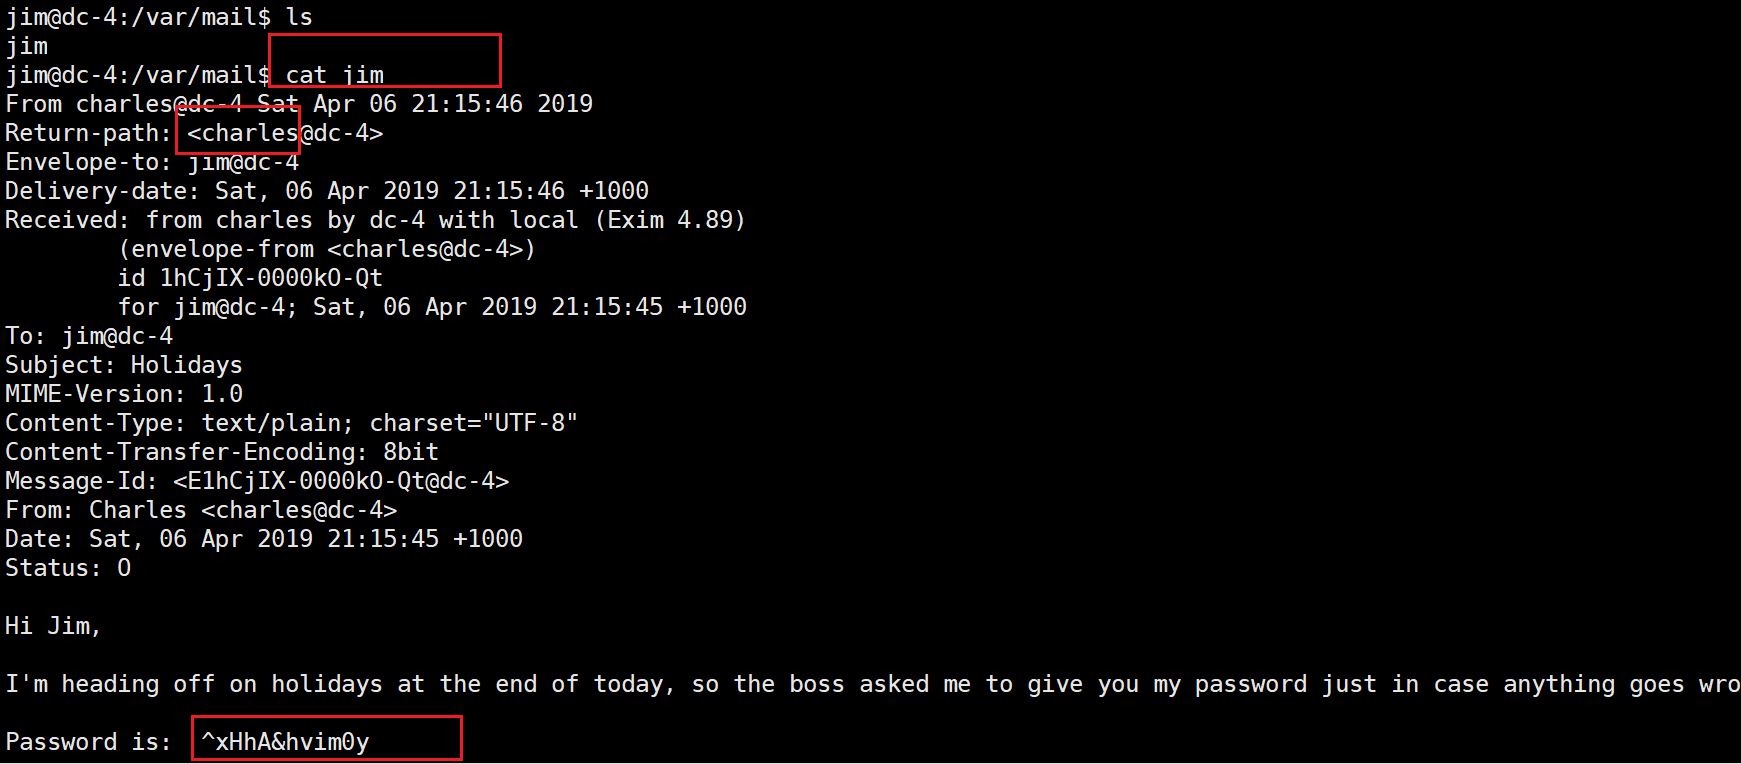 jim@dc-4:/var/mail$ ls
jim
jim@dc-4:/var/mail$ cat jim
From charles@dc-4 Sat Apr 06 21:15:46 2019
Return-path: <charles@dc-4>
Envelope-to: jim@dc-4
Delivery-date: Sat, 06 Apr 2019 21:15:46 +1000
Received: from charles by dc-4 with local (Exim 4.89)
        (envelope-from <charles@dc-4>)
        id 1hCjIX-0000kO-Qt
        for jim@dc-4; Sat, 06 Apr 2019 21:15:45 +1000
To: jim@dc-4
Subject: Holidays
MIME-Version: 1.0
Content-Type: text/plain; charset="UTF-8"
Content-Transfer-Encoding: 8bit
Message-Id: <E1hCjIX-0000kO-Qt@dc-4>
From: Charles <charles@dc-4>
Date: Sat, 06 Apr 2019 21:15:45 +1000
Status: O
Hi Jim,
I'm heading off on holidays at the end of today, so the boss asked me to give you my password just in case anything goes wro
Password is:  ^xHhA&hvim0y